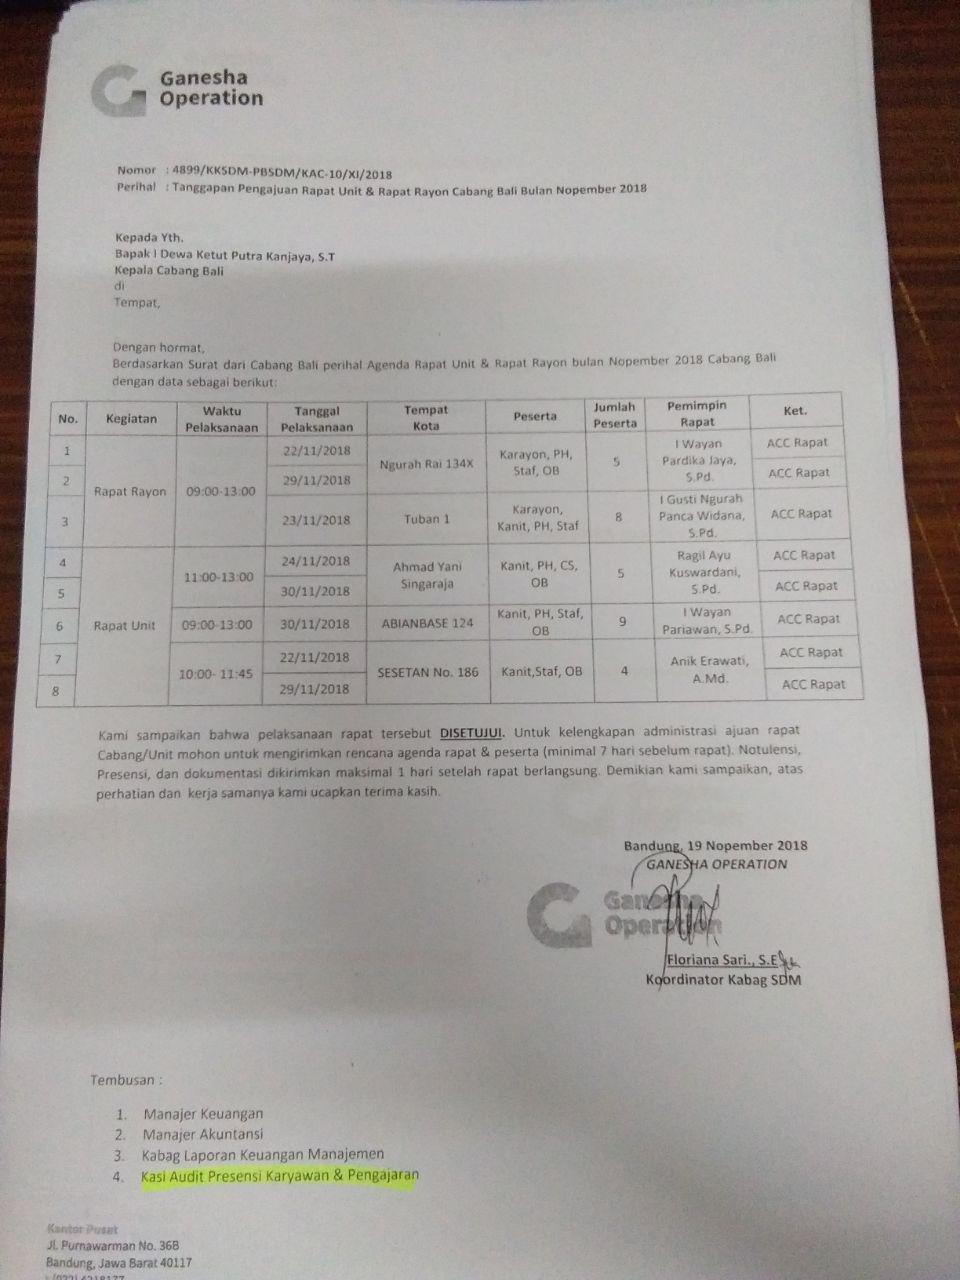 Ganesha
Operation
Nomor : 4899/KKSDM-PBSDM/KAC-10/XI/2018
Perihal : Tanggapan Pengajuan Rapat Unit & Rapat Rayon Cabang Bali Bulan Nopember 2018
Kepada Yth.
Bapak I Dewa Ketut Putra Kanjaya, S.T
Kepala Cabang Bali
di
Tempat,
Dengan hormat,
Berdasarkan Surat dari Cabang Bali perihal Agenda Rapat Unit & Rapat Rayon bulan Nopember 2018 Cabang Bali
dengan data sebagai berikut:
No. Kegiatan Waktu Pelaksanaan Tanggal Pelaksanaan Tempat Kota Peserta Jumlah Peserta Pemimpin Rapat Ket.
1 Rapat Rayon 09:00-13:00 22/11/2018 Ngurah Rai 134X Karayon, PH, Staf, OB 5 I Wayan Pardika Jaya, S.Pd. ACC Rapat
2 29/11/2018 ACC Rapat
3 23/11/2018 Tuban 1 Karayon, Kanit, PH, Staf 8 I Gusti Ngurah Panca Widana, S.Pd. ACC Rapat
4 Rapat Unit 11:00-13:00 24/11/2018 Ahmad Yani Singaraja Kanit, PH, CS, OB 5 Ragil Ayu Kuswardani, S.Pd. ACC Rapat
5 30/11/2018 ACC Rapat
6 09:00-13:00 30/11/2018 ABIANBASE 124 Kanit, PH, Staf, OB 9 I Wayan Pariawan, S.Pd. ACC Rapat
7 10:00- 11:45 22/11/2018 SESETAN No. 186 Kanit,Staf, OB 4 Anik Erawati, A.Md. ACC Rapat
8 29/11/2018 ACC Rapat
Kami sampaikan bahwa pelaksanaan rapat tersebut DISETUJUI. Untuk kelengkapan administrasi ajuan rapat
Cabang/Unit mohon untuk mengirimkan rencana agenda rapat & peserta (minimal 7 hari sebelum rapat). Notulensi,
Presensi, dan dokumentasi dikirimkan maksimal 1 hari setelah rapat berlangsung. Demikian kami sampaikan, atas
perhatian dan kerja samanya kami ucapkan terima kasih.
Bandung, 19 Nopember 2018
GANESHA OPERATION
Ganesha
Operation
Floriana Sari., S.E
Koordinator Kabag SDM
Tembusan :
1. Manajer Keuangan
2. Manajer Akuntansi
3. Kabag Laporan Keuangan Manajemen
4. Kasi Audit Presensi Karyawan & Pengajaran
Kantor Pusat
Jl. Purnawarman No. 36B
Bandung, Jawa Barat 40117